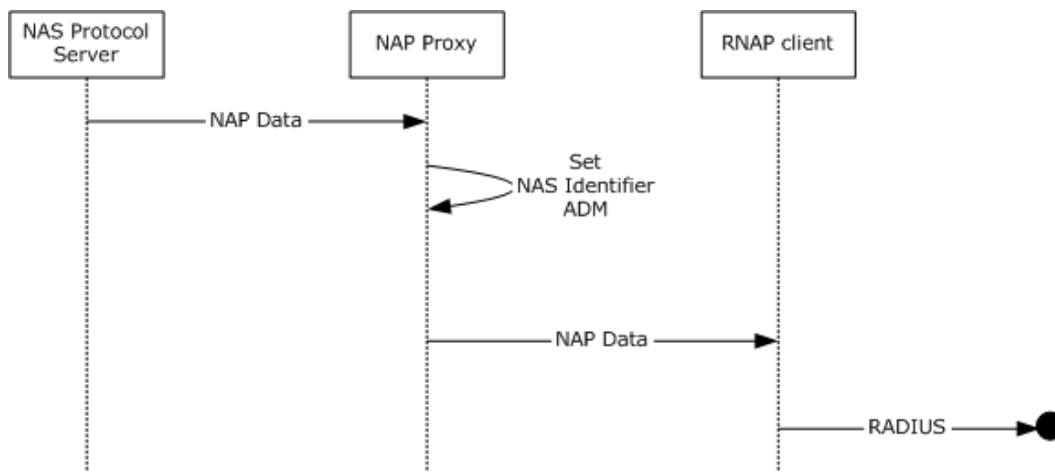 NAS Protocol
Server
NAP Proxy
RNAP client
NAP Data
Set
NAS Identifier
ADM
NAP Data
RADIUS